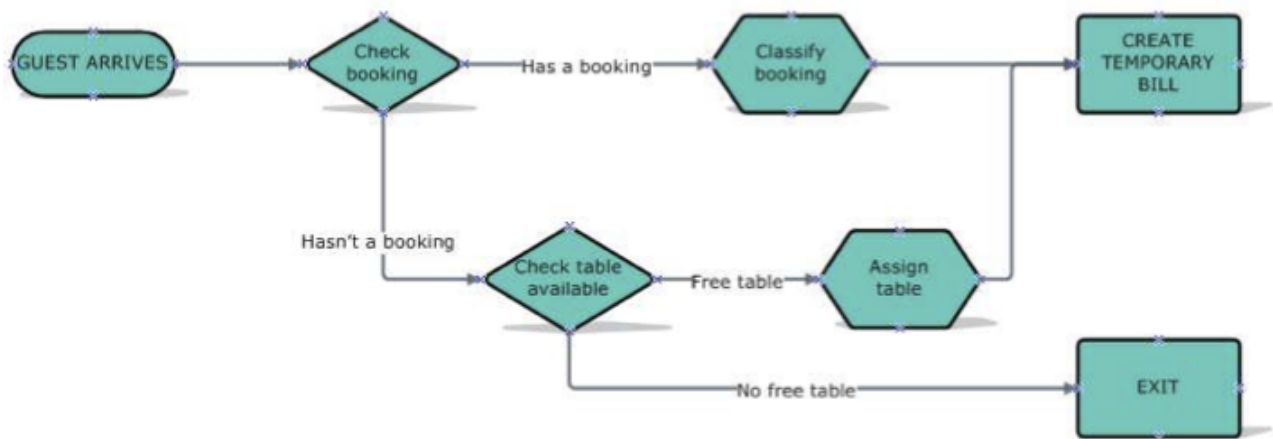 GUEST ARRIVES
Check
booking
Has a booking
Classify
booking
CREATE
TEMPORARY
BILL
Hasn't a booking
Check table
available
Free table
Assign
table
No free table
EXIT